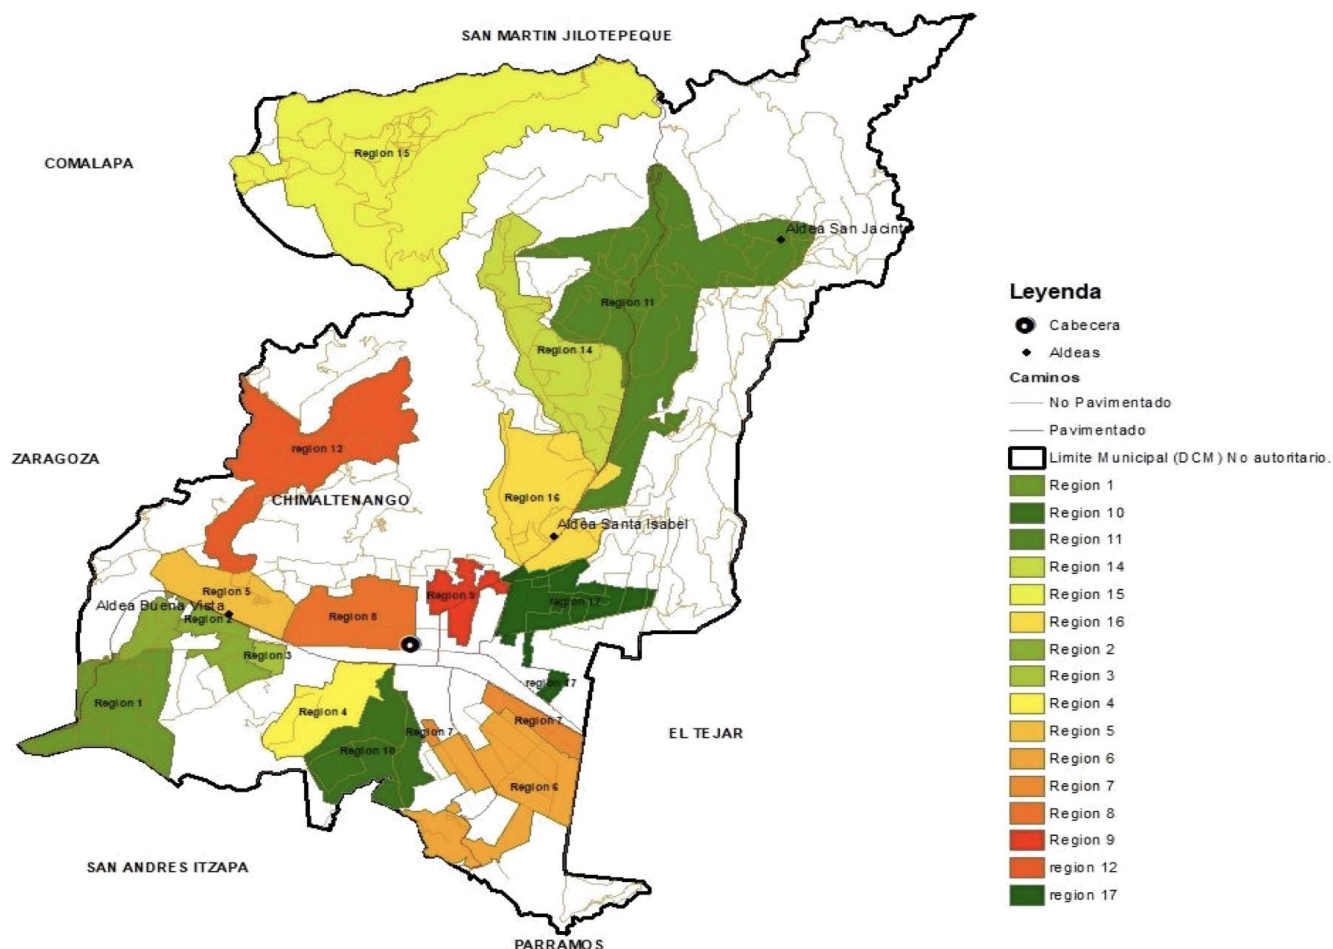 SAN MARTIN JILOTEPEQUE
COMALAPA
Region 15
Aldea San Jacinto
Region 11
Region 14
region 12
ZARAGOZA
CHIMALTENANGO
Region 16
Aldea Santa Isabel
Region 5
Aldea Buena Vista
Region 2
Region 8
Region 9
region 17
Region 3
region 17
Region 1
Region 4
Region 7
Region 7
Region 10
EL TEJAR
Region 6
SAN ANDRES ITZAPA
PARRAMOS
Leyenda
Cabecera
Aldeas
Caminos
No Pavimentado
Pavimentado
Limite Municipal (DCM) No autoritario.
Region 1
Region 10
Region 11
Region 14
Region 15
Region 16
Region 2
Region 3
Region 4
Region 5
Region 6
Region 7
Region 8
Region 9
region 12
region 17